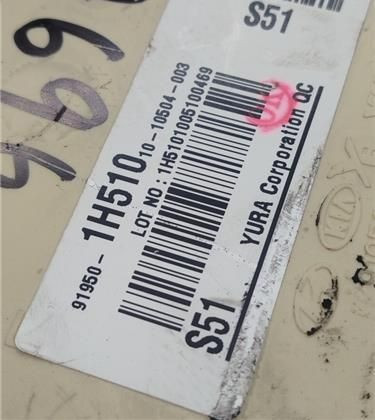 S51
91950-1H510 10-10504-003
LOT NO : 1H5101005100469
S51
YURA Corporation QC